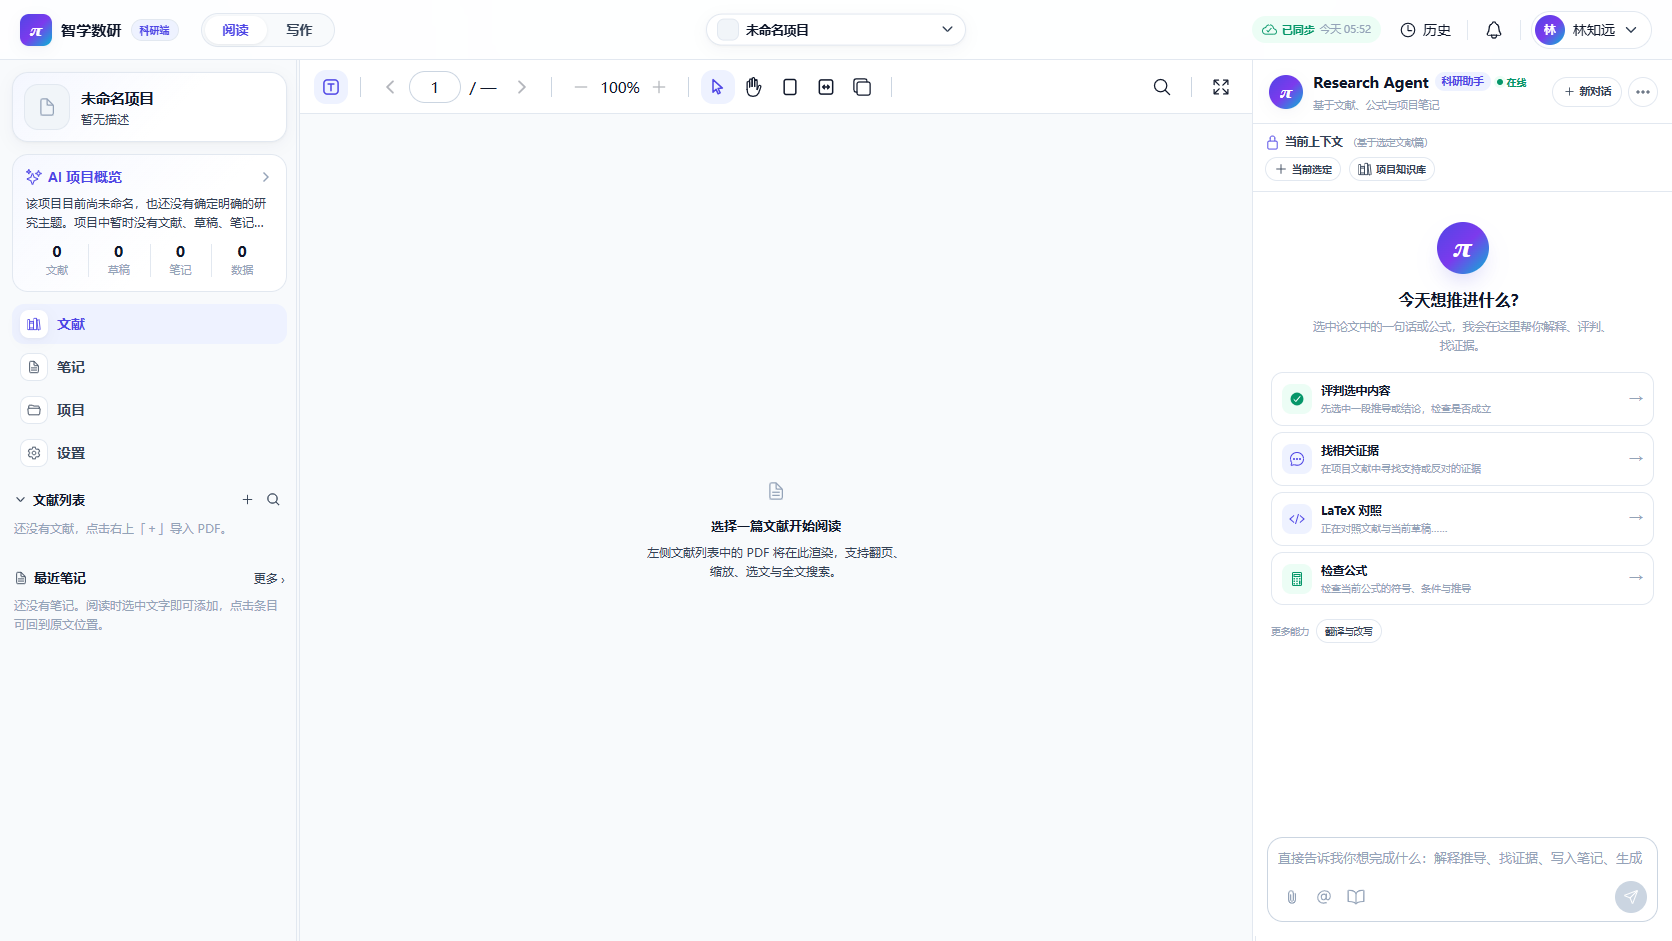 π 智学数研 科研端 阅读 写作
未命名项目
已同步 今天 05:52 历史 林 林知远
未命名项目
暂无描述
AI 项目概览
该项目目前尚未命名，也还没有确定明确的研
究主题。项目中暂时没有文献、草稿、笔记...
0 0 0 0
文献 草稿 笔记 数据
文献
笔记
项目
设置
文献列表
还没有文献，点击右上「+」导入 PDF。
最近笔记 更多 ›
还没有笔记。阅读时选中文字即可添加，点击条目
可回到原文位置。
T 1 / — 100%
选择一篇文献开始阅读
左侧文献列表中的 PDF 将在此渲染，支持翻页、
缩放、选文与全文搜索。
π Research Agent 科研助手 在线
基于文献、公式与项目笔记
+ 新对话
当前上下文 (基于选定文献篇)
+ 当前选定 项目知识库
π
今天想推进什么?
选中论文中的一句话或公式，我会在这里帮你解释、评判、
找证据。
评判选中内容
先选中一段推导或结论，检查是否成立
找相关证据
在项目文献中寻找支持或反对的证据
LaTeX 对照
正在对照文献与当前草稿......
检查公式
检查当前公式的符号、条件与推导
更多能力 翻译与改写
直接告诉我你想完成什么：解释推导、找证据、写入笔记、生成